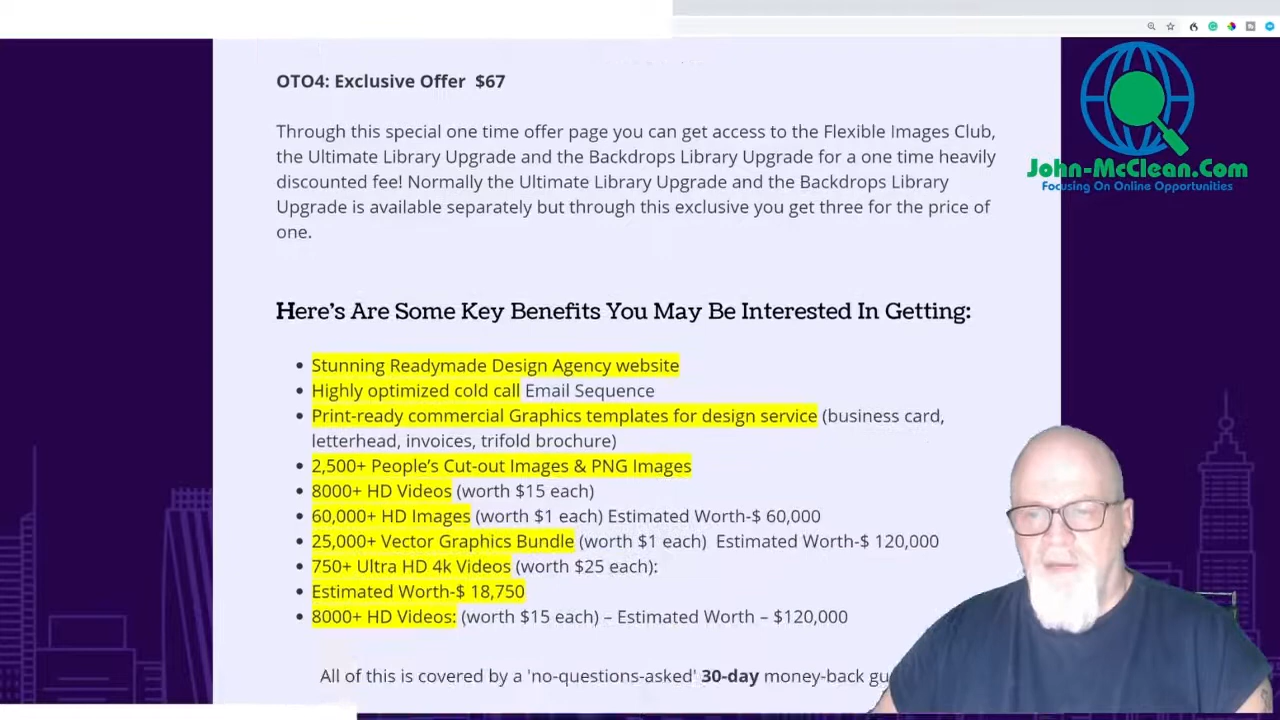 OTO4: Exclusive Offer $67
Through this special one time offer page you can get access to the Flexible Images Club,
the Ultimate Library Upgrade and the Backdrops Library Upgrade for a one time heavily
discounted fee! Normally the Ultimate Library Upgrade and the Backdrops Library
Upgrade is available separately but through this exclusive you get three for the price of
one.
John-McClean.Com
Focusing On Online Opportunities
Here's Are Some Key Benefits You May Be Interested In Getting:
• Stunning Readymade Design Agency website
• Highly optimized cold call Email Sequence
• Print-ready commercial Graphics templates for design service (business card,
letterhead, invoices, trifold brochure)
• 2,500+ People's Cut-out Images & PNG Images
• 8000+ HD Videos (worth $15 each)
• 60,000+ HD Images (worth $1 each) Estimated Worth-$ 60,000
• 25,000+ Vector Graphics Bundle (worth $1 each) Estimated Worth-$ 120,000
• 750+ Ultra HD 4k Videos (worth $25 each):
• Estimated Worth-$ 18,750
• 8000+ HD Videos: (worth $15 each) – Estimated Worth – $120,000
All of this is covered by a 'no-questions-asked' 30-day money-back gu